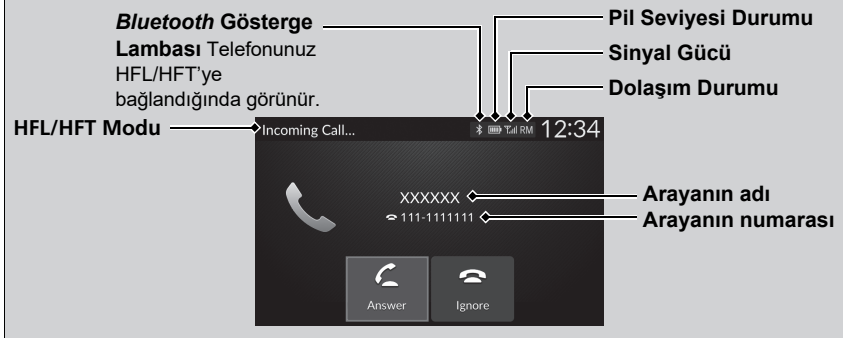 Bluetooth Gösterge
Lambası Telefonunuz
HFL/HFT'ye
bağlandığında görünür.
Pil Seviyesi Durumu
Sinyal Gücü
Dolaşım Durumu
HFL/HFT Modu
Incoming Call...
RM 12:34
XXXXXX
111-1111111
Arayanın adı
Arayanın numarası
Answer
Ignore